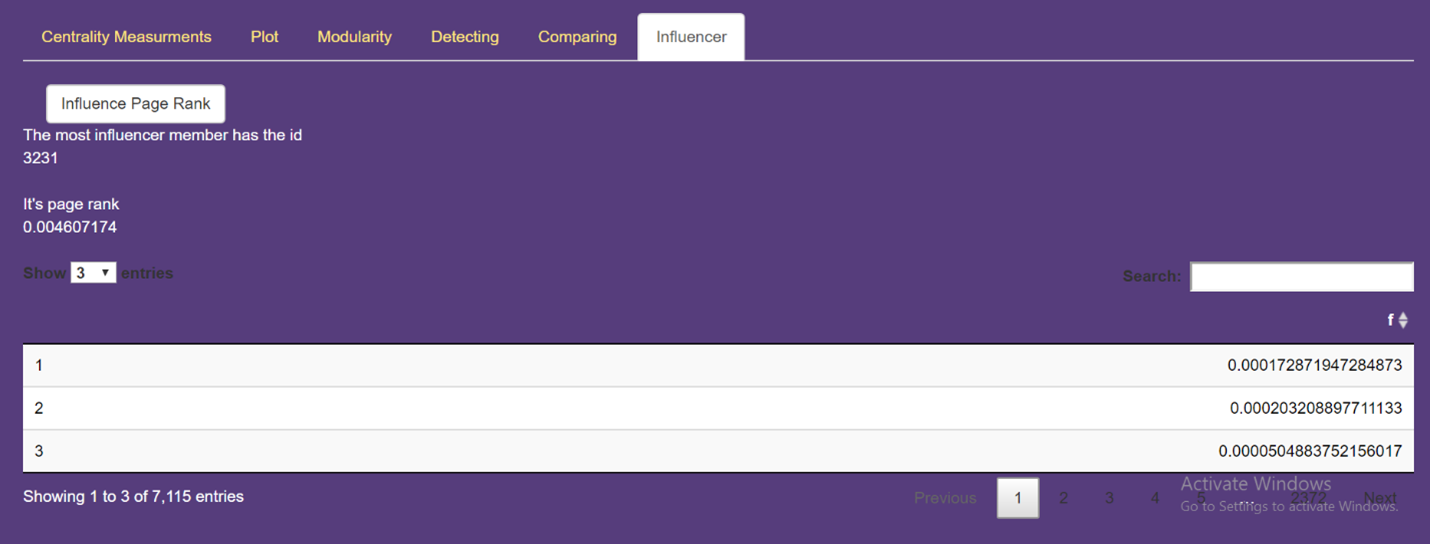 Centrality Measurments Plot Modularity Detecting Comparing Influencer
Influence Page Rank
The most influencer member has the id
3231
It's page rank
0.004607174
Show 3 entries
Search:
f
1 0.000172871947284873
2 0.000203208897711133
3 0.0000504883752156017
Showing 1 to 3 of 7,115 entries
Previous 1 2 3 4 5 ... 2372 Next
Activate Windows
Go to Settings to activate Windows.